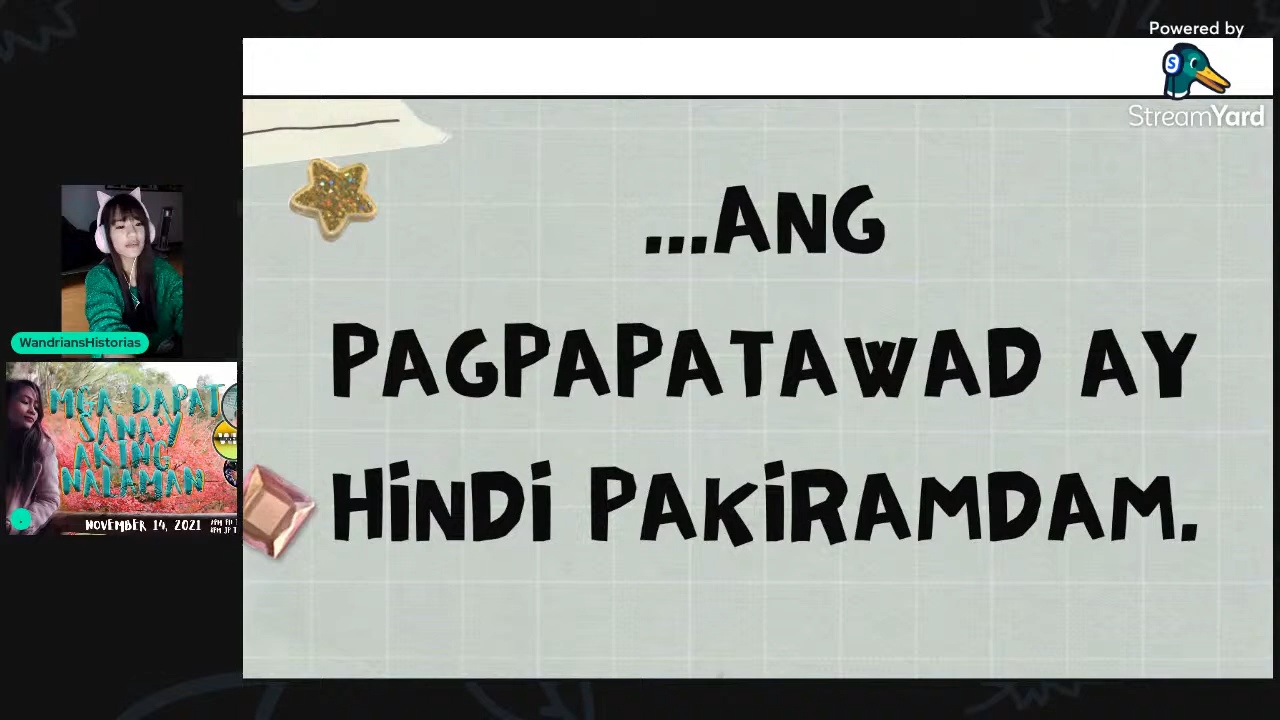 Powered by
StreamYard
...ANG
PAGPAPATAWAD AY
HINDI PAKIRAMDAM.
WandriansHistorias
MGA DAPAT
SANA'Y
AKING
NALAMAN
NOVEMBER 14, 2021